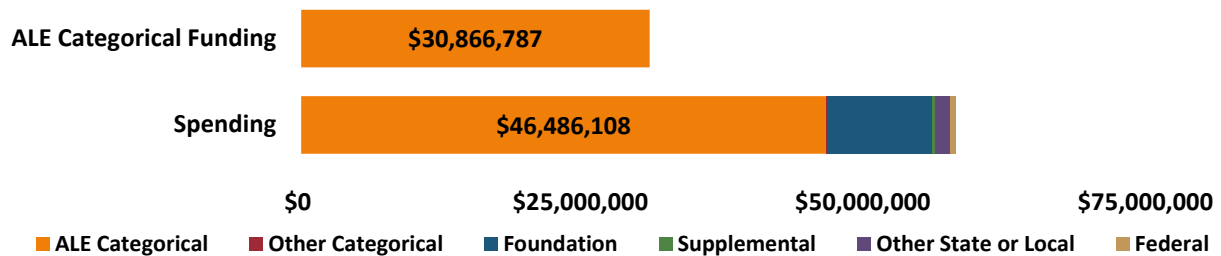 ALE Categorical Funding $30,866,787
Spending $46,486,108
$0 $25,000,000 $50,000,000 $75,000,000
ALE Categorical Other Categorical Foundation Supplemental Other State or Local Federal